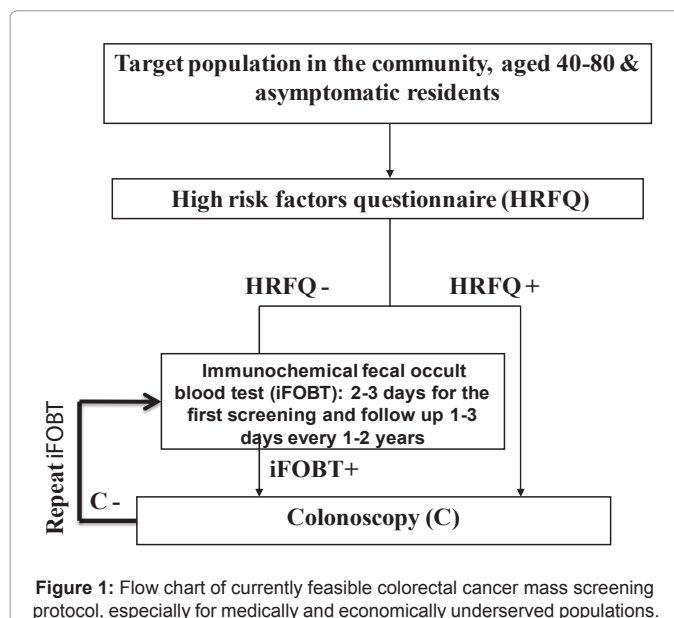 Target population in the community, aged 40-80 &
asymptomatic residents
High risk factors questionnaire (HRFQ)
HRFQ - HRFQ +
Immunochemical fecal occult
blood test (iFOBT): 2-3 days for the
first screening and follow up 1-3
days every 1-2 years
iFOBT+
Repeat iFOBT
C -
Colonoscopy (C)
Figure 1: Flow chart of currently feasible colorectal cancer mass screening
protocol, especially for medically and economically underserved populations.